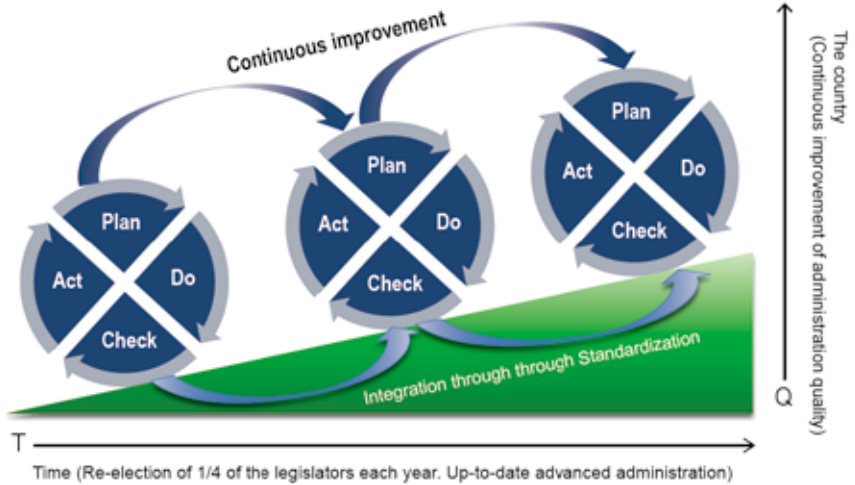 Continuous improvement
Plan
Do
Check
Act
Plan
Do
Check
Act
Plan
Do
Check
Act
Integration through through Standardization
The country
(Continuous improvement of administration quality)
Q
T
Time (Re-election of 1/4 of the legislators each year. Up-to-date advanced administration)